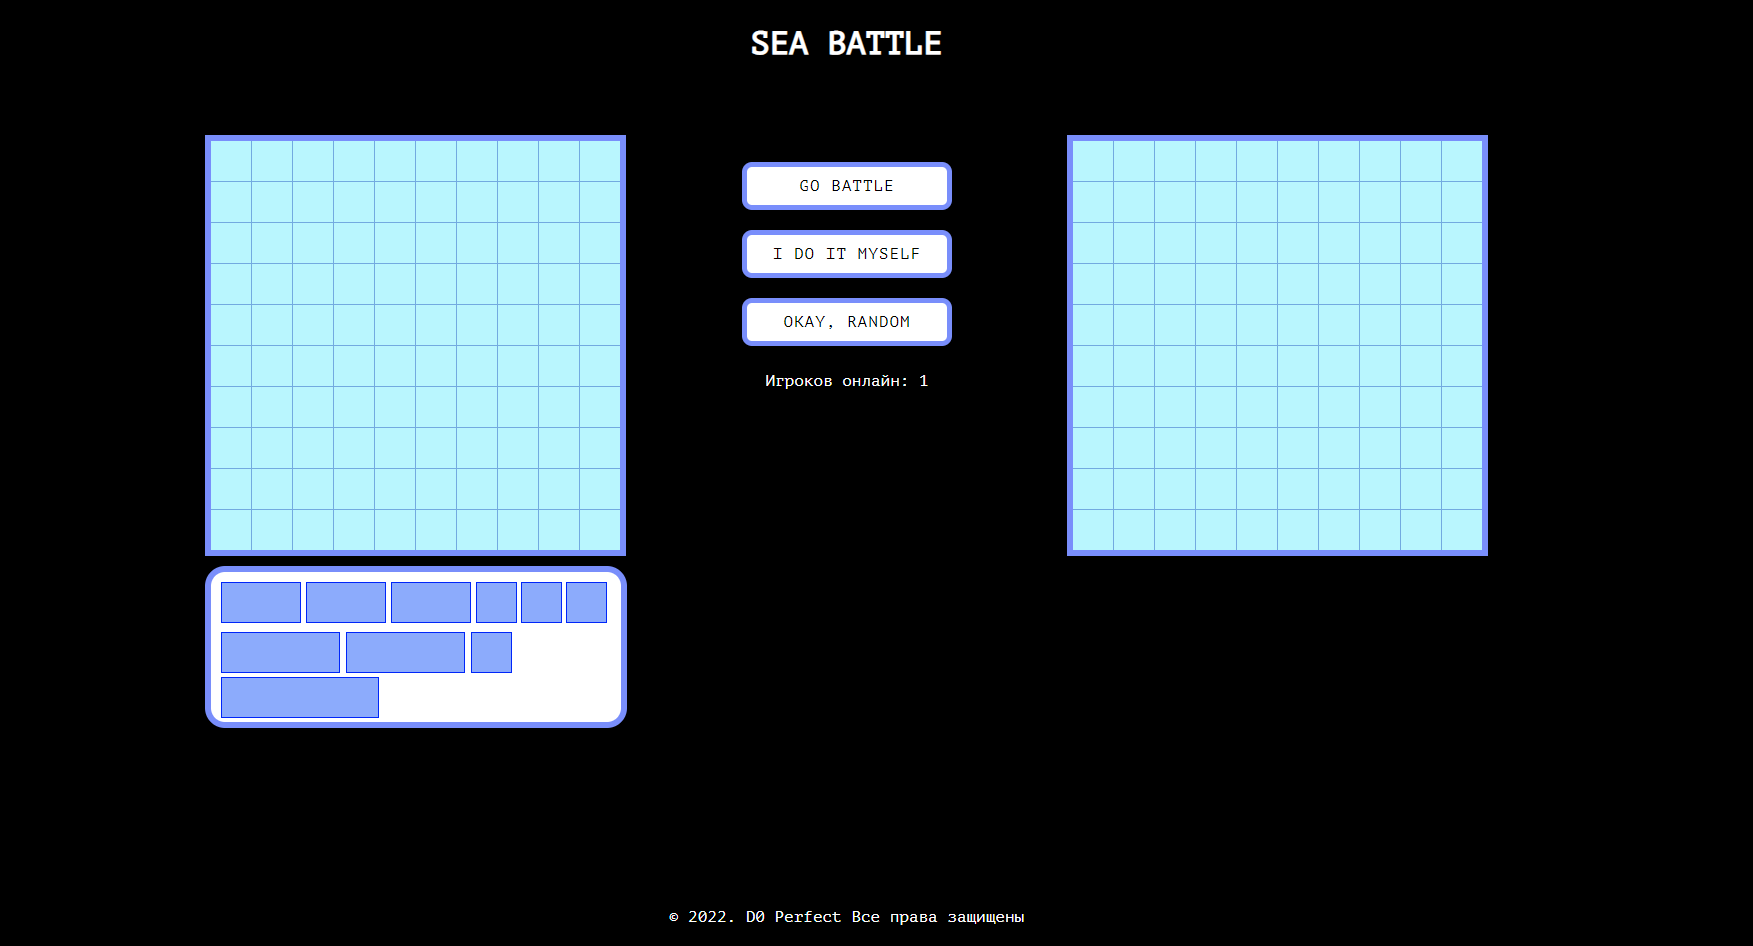 SEA BATTLE
GO BATTLE
I DO IT MYSELF
OKAY, RANDOM
Игроков онлайн: 1
© 2022. D0 Perfect Все права защищены